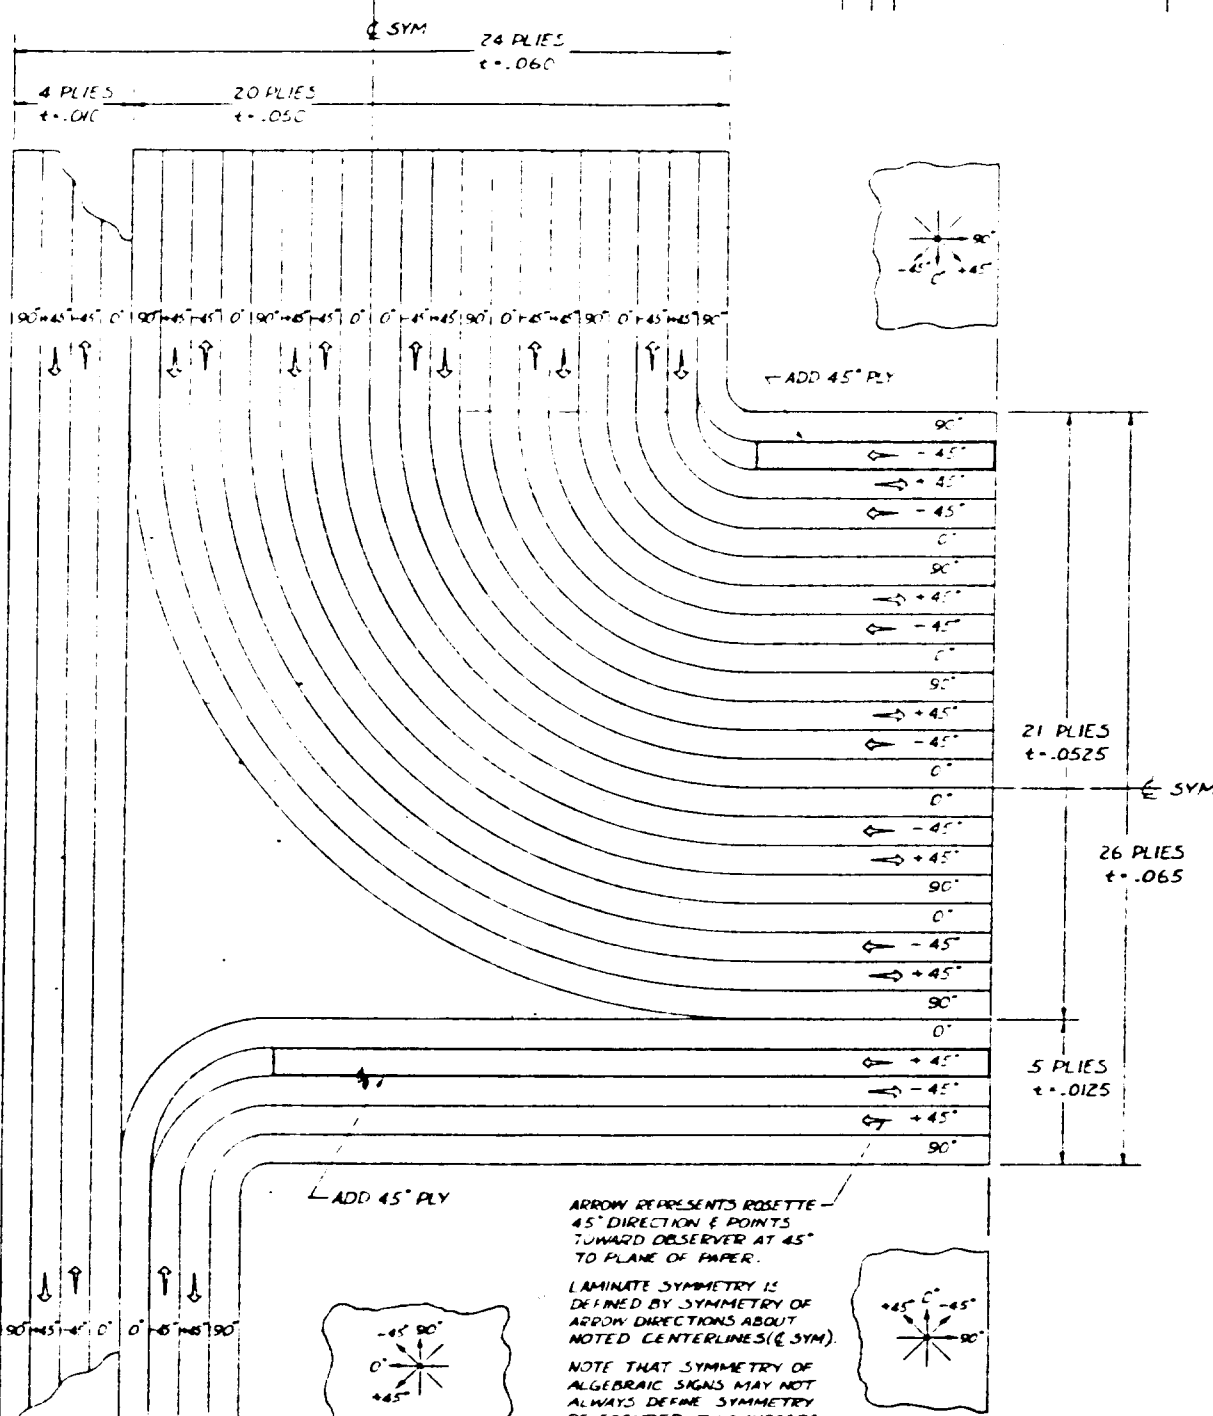 ℄ SYM
24 PLIES
t=.060
4 PLIES
t=.010
20 PLIES
t=.050
90°
-45° 0° +45°
90° +45° -45° 0° 90° +45° -45° 0° 90° +45° -45° 0° 0° -45° +45° 90° 0° -45° +45° 90° 0° -45° +45° 90°
ADD 45° PLY
90°
-45°
+45°
-45°
0°
90°
+45°
-45°
0°
90°
+45°
-45°
0°
0°
-45°
+45°
90°
0°
-45°
+45°
90°
0°
+45°
-45°
+45°
90°
21 PLIES
t=.0525
℄ SYM
26 PLIES
t=.065
5 PLIES
t=.0125
ADD 45° PLY
ARROW REPRESENTS ROSETTE
45° DIRECTION & POINTS
TOWARD OBSERVER AT 45°
TO PLANE OF PAPER.
LAMINATE SYMMETRY IS
DEFINED BY SYMMETRY OF
ARROW DIRECTIONS ABOUT
NOTED CENTERLINES (℄ SYM).
NOTE THAT SYMMETRY OF
ALGEBRAIC SIGNS MAY NOT
ALWAYS DEFINE SYMMETRY
90° +45° -45° 0° 0° -45° +45° 90°
-45° 90°
0°
+45°
+45° 0° -45°
90°